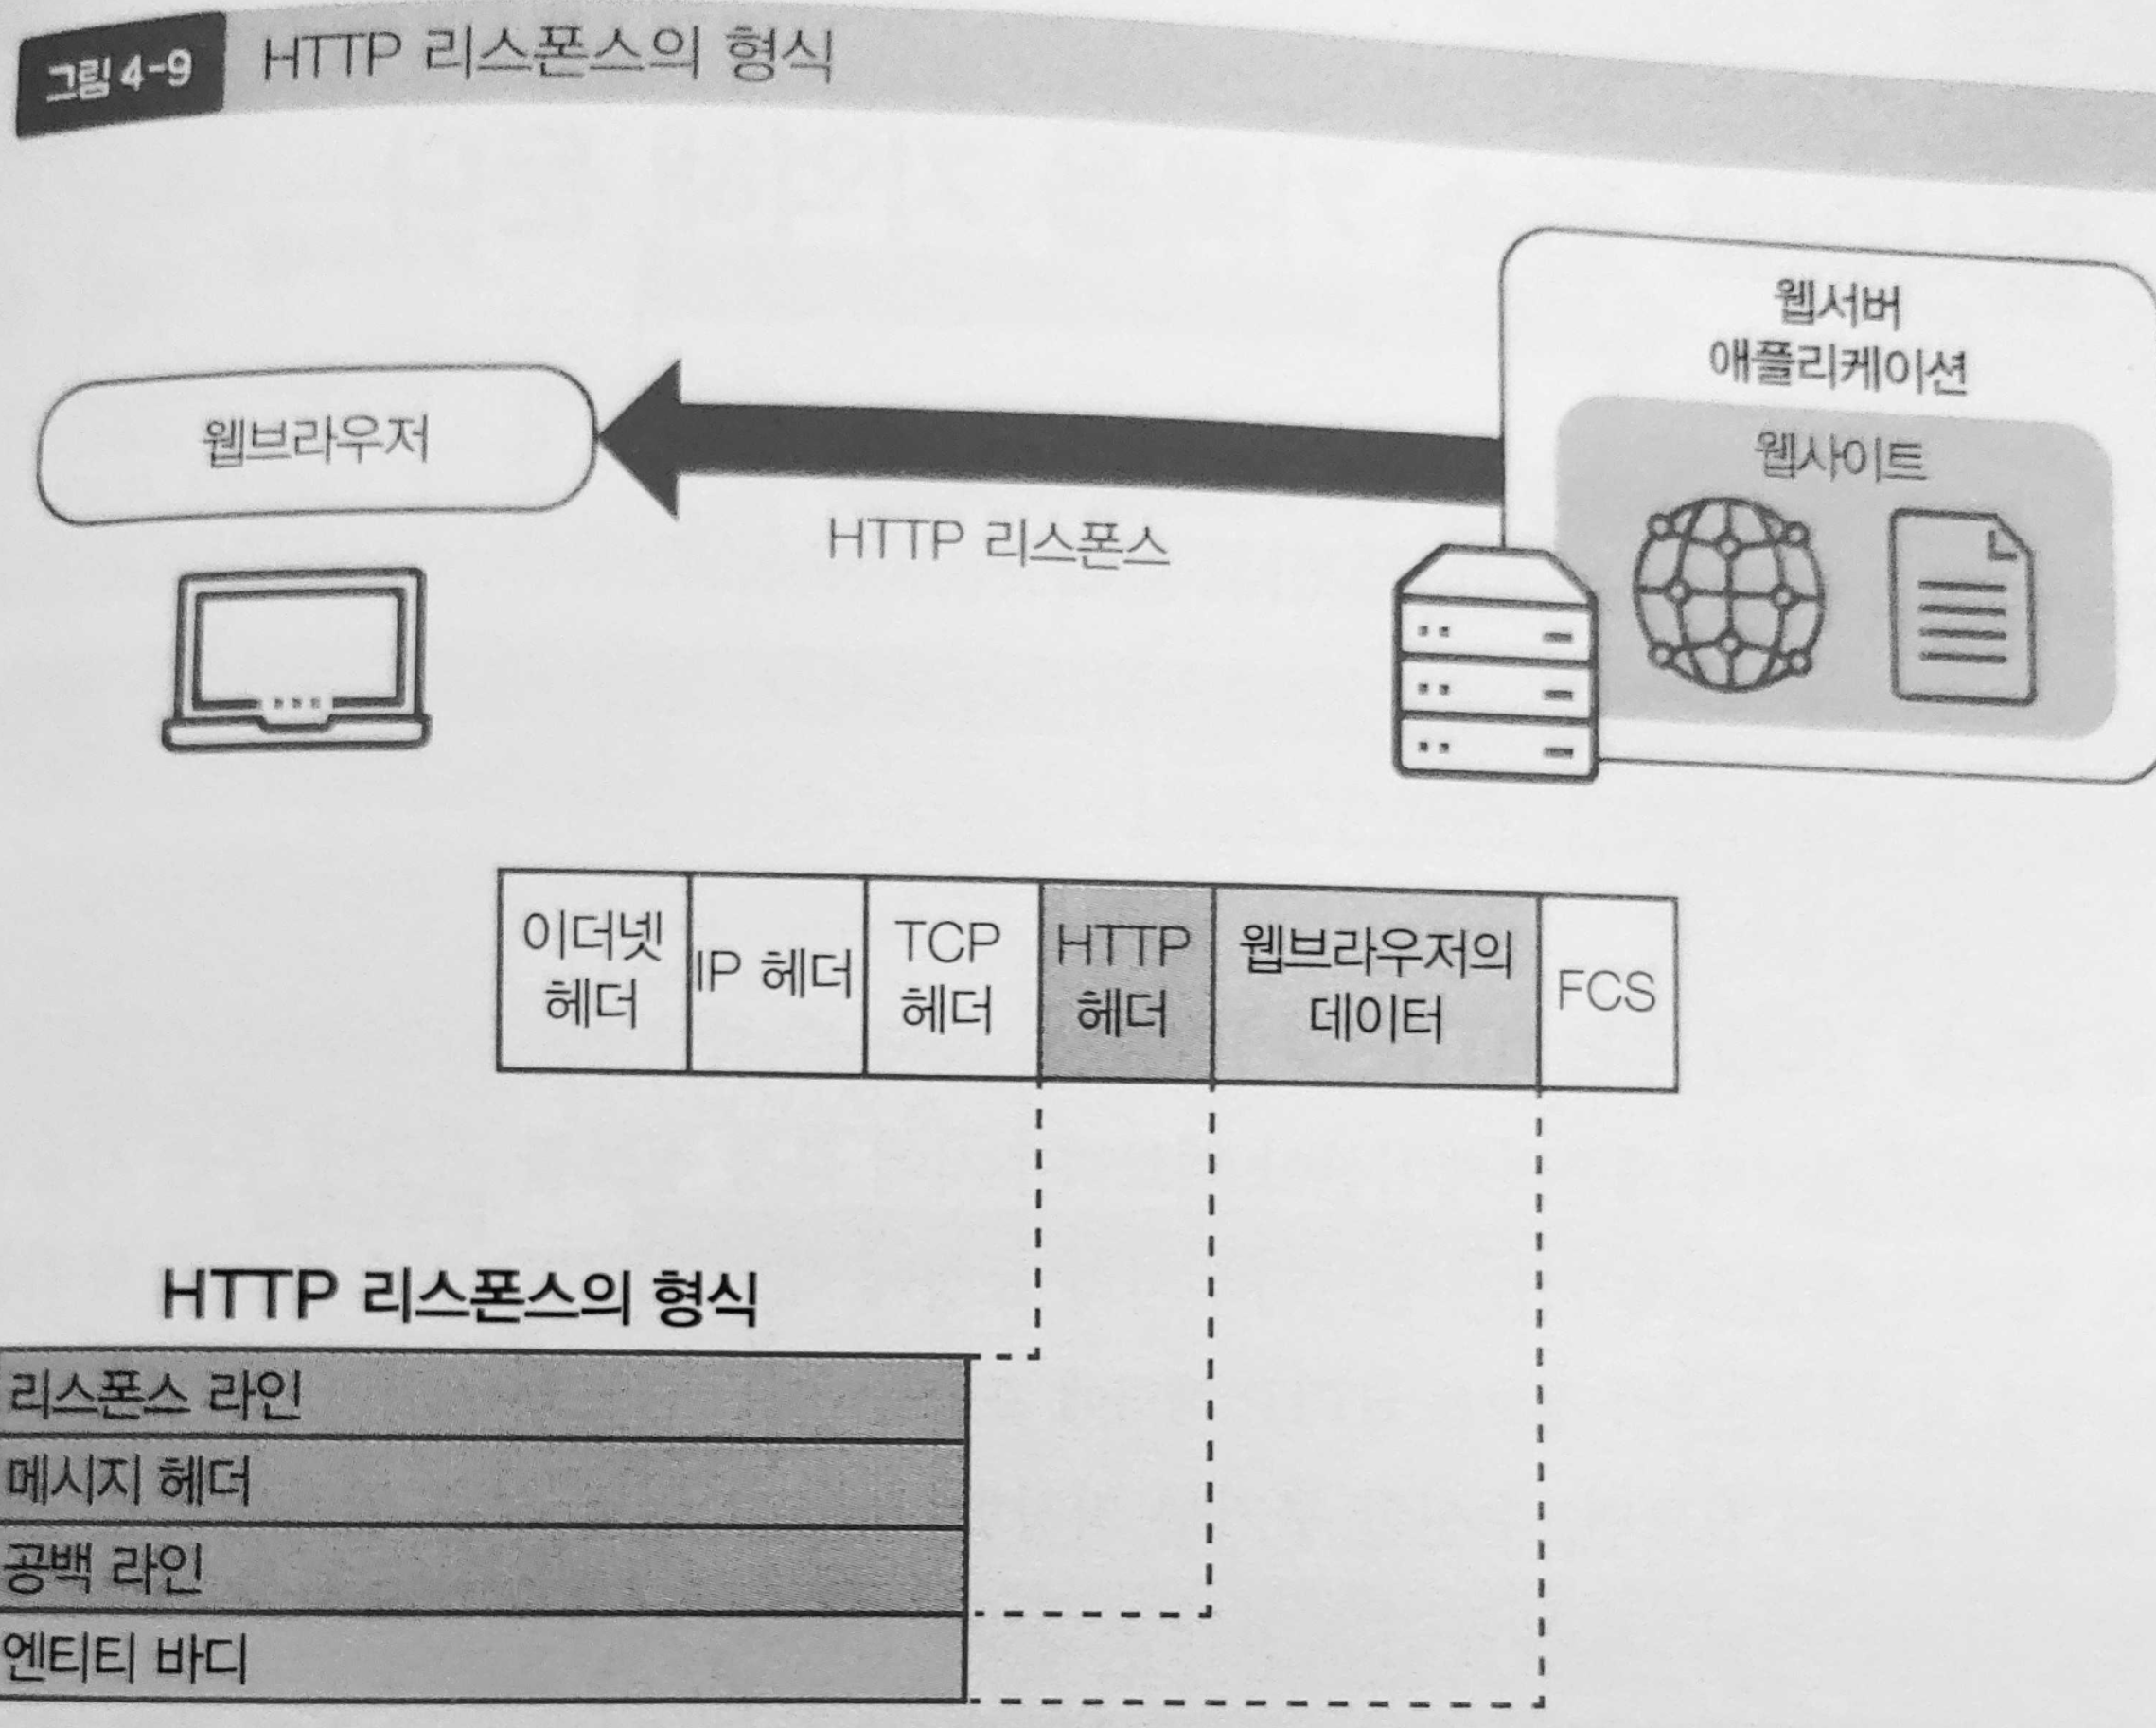 그림 4-9 HTTP 리스폰스의 형식
웹서버
애플리케이션
웹사이트
웹브라우저
HTTP 리스폰스
이더넷
헤더
IP 헤더
TCP
헤더
HTTP
헤더
웹브라우저의
데이터
FCS
HTTP 리스폰스의 형식
리스폰스 라인
메시지 헤더
공백 라인
엔티티 바디